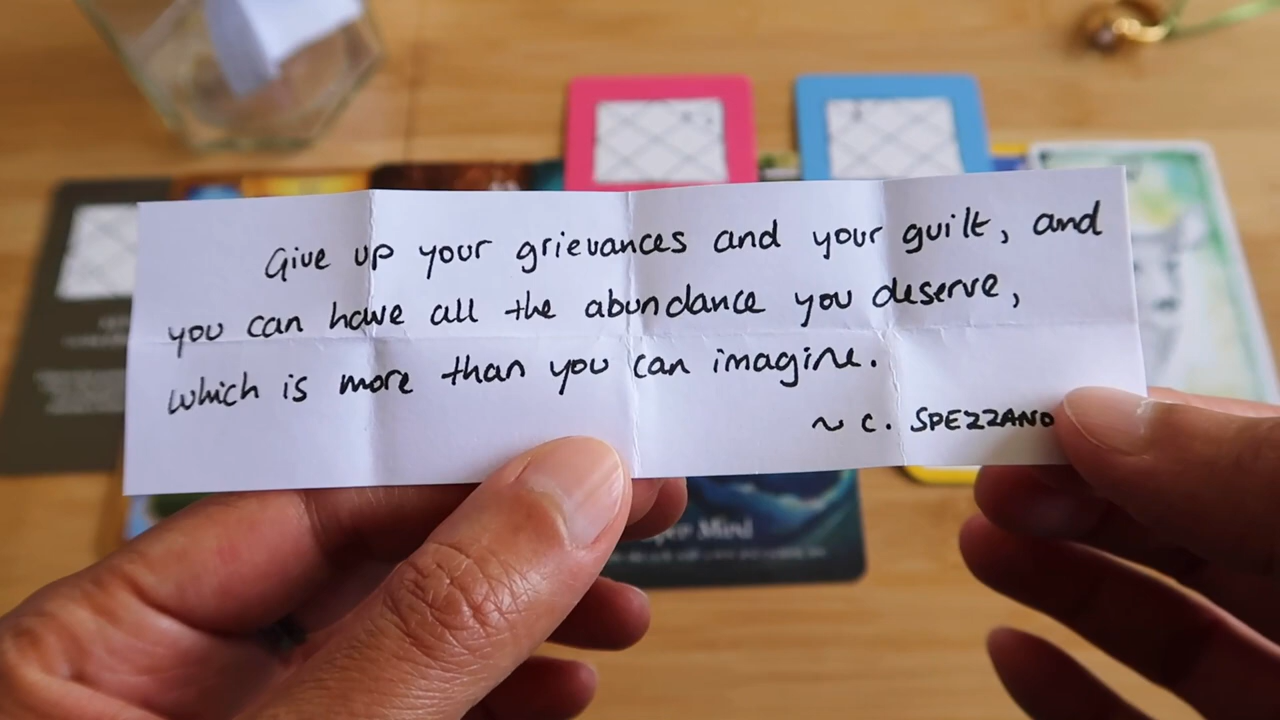 Give up your grievances and your guilt, and
you can have all the abundance you deserve,
which is more than you can imagine.
~ C. SPEZZANO
Mind